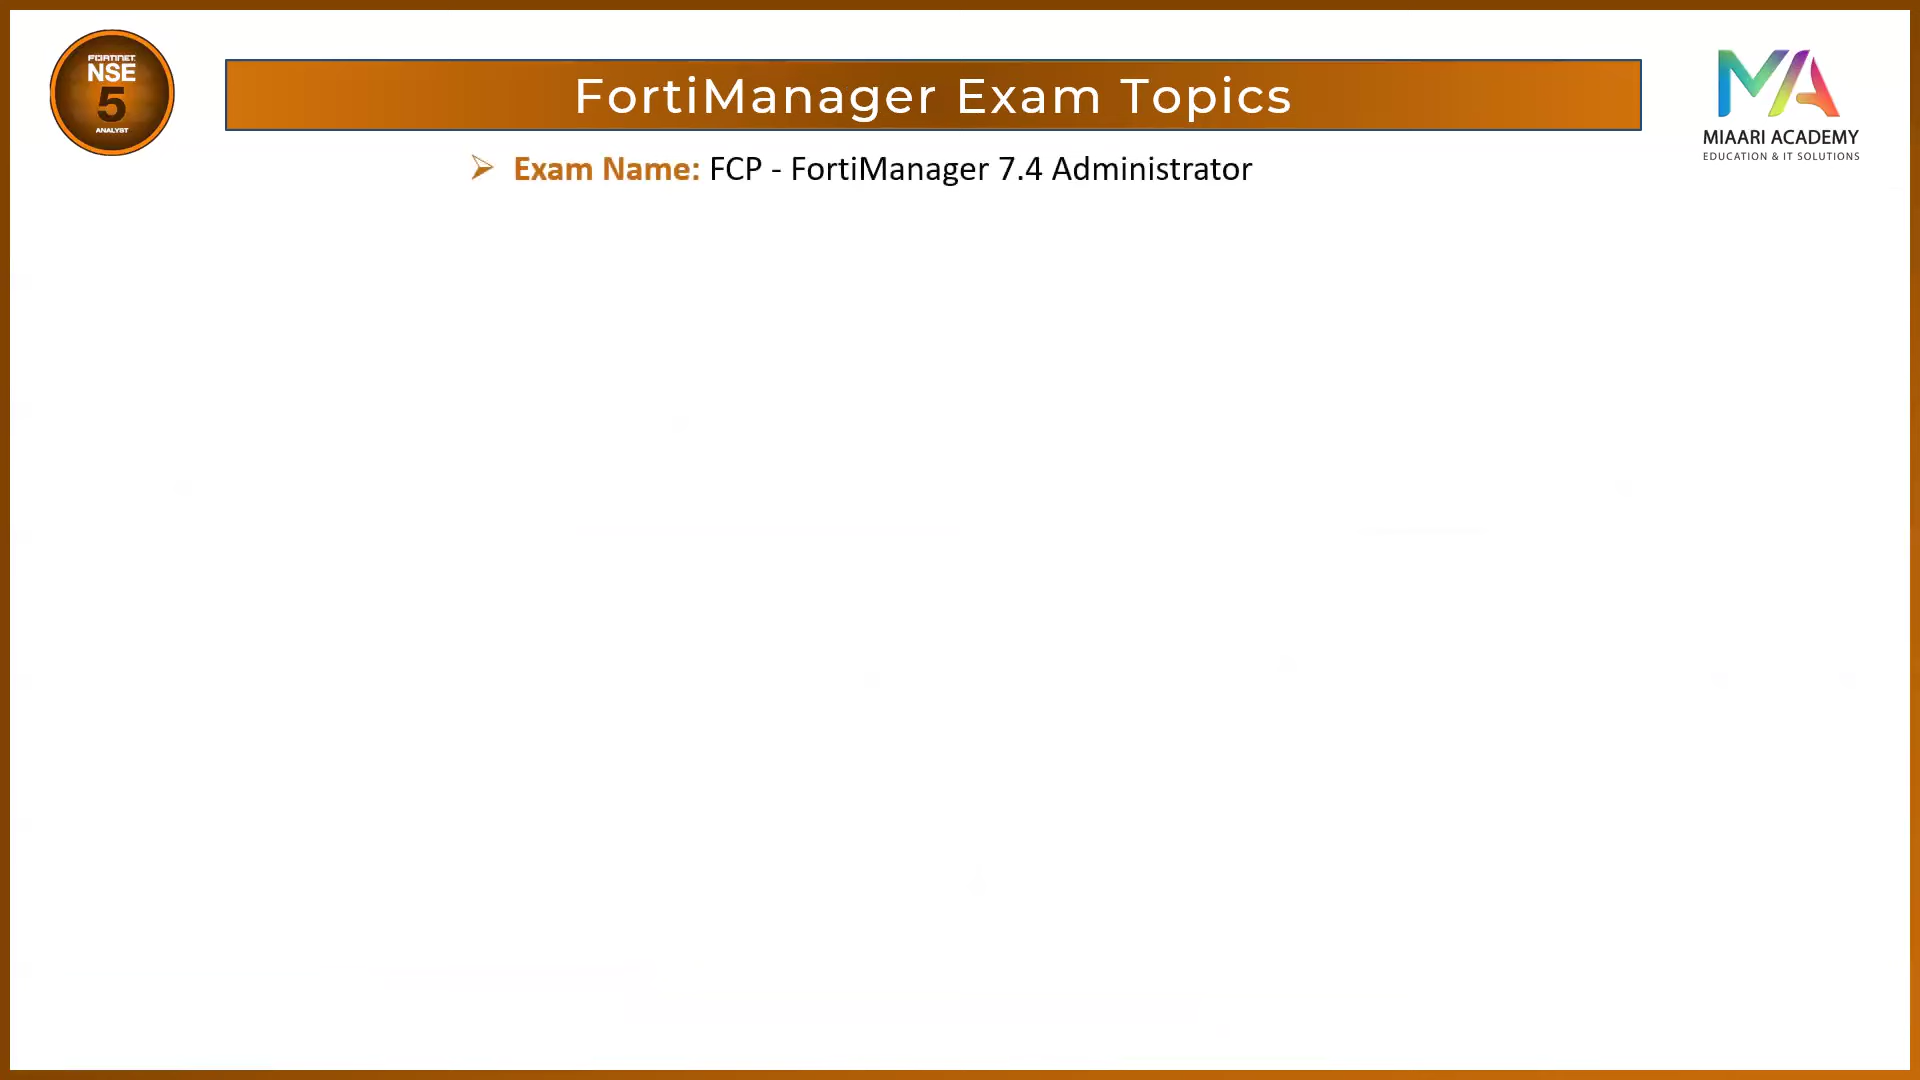 FORTINET
NSE
5
ANALYST
FortiManager Exam Topics
MIAARI ACADEMY
EDUCATION & IT SOLUTIONS
➢ Exam Name: FCP - FortiManager 7.4 Administrator